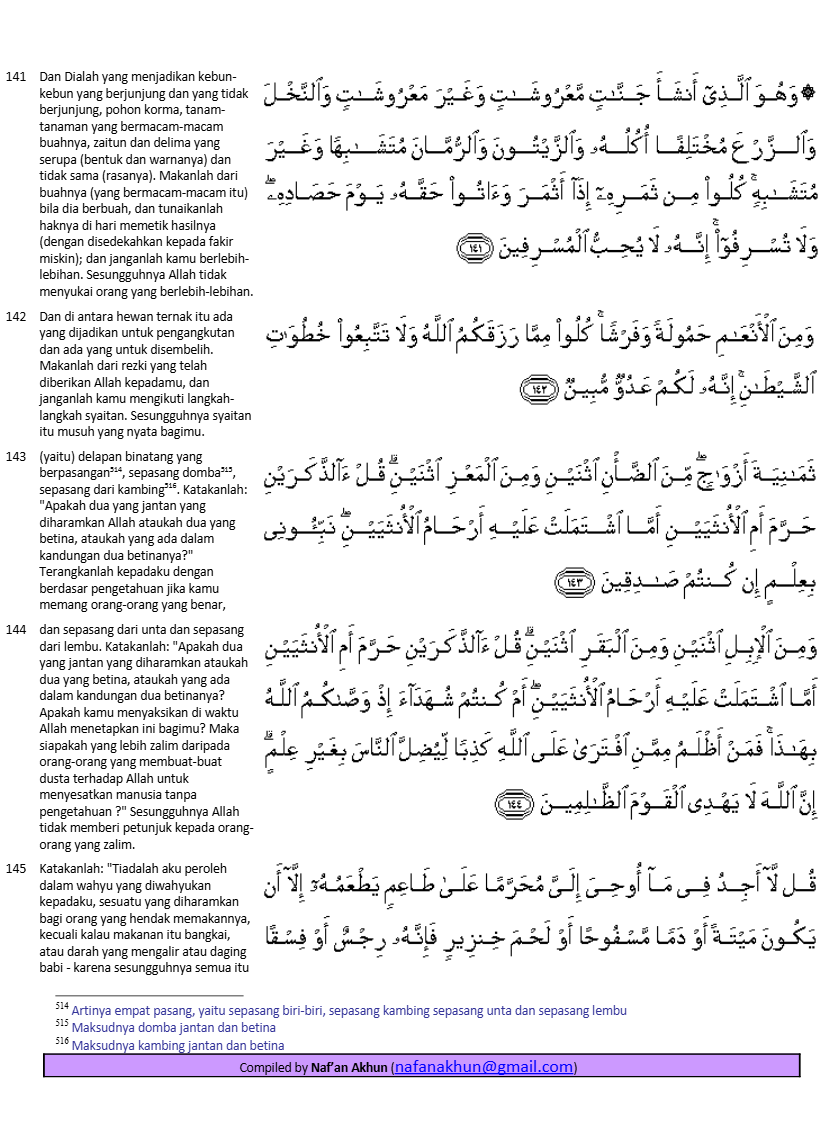 141 Dan Dialah yang menjadikan kebun-
kebun yang berjunjung dan yang tidak
berjunjung, pohon korma, tanam-
tanaman yang bermacam-macam
buahnya, zaitun dan delima yang
serupa (bentuk dan warnanya) dan
tidak sama (rasanya). Makanlah dari
buahnya (yang bermacam-macam itu)
bila dia berbuah, dan tunaikanlah
haknya di hari memetik hasilnya
(dengan disedekahkan kepada fakir
miskin); dan janganlah kamu berlebih-
lebihan. Sesungguhnya Allah tidak
menyukai orang yang berlebih-lebihan.
۞ وَهُوَ ٱلَّذِىٓ أَنشَأَ جَنَّـٰتٍ مَّعْرُوشَـٰتٍ وَغَيْرَ مَعْرُوشَـٰتٍ وَٱلنَّخْلَ
وَٱلزَّرْعَ مُخْتَلِفًا أُكُلُهُۥ وَٱلزَّيْتُونَ وَٱلرُّمَّانَ مُتَشَـٰبِهًا وَغَيْرَ
مُتَشَـٰبِهٍ ۚ كُلُوا۟ مِن ثَمَرِهِۦٓ إِذَآ أَثْمَرَ وَءَاتُوا۟ حَقَّهُۥ يَوْمَ حَصَادِهِۦ ۖ
وَلَا تُسْرِفُوٓا۟ ۚ إِنَّهُۥ لَا يُحِبُّ ٱلْمُسْرِفِينَ ١٤١
142 Dan di antara hewan ternak itu ada
yang dijadikan untuk pengangkutan
dan ada yang untuk disembelih.
Makanlah dari rezki yang telah
diberikan Allah kepadamu, dan
janganlah kamu mengikuti langkah-
langkah syaitan. Sesungguhnya syaitan
itu musuh yang nyata bagimu.
وَمِنَ ٱلْأَنْعَـٰمِ حَمُولَةً وَفَرْشًا ۚ كُلُوا۟ مِمَّا رَزَقَكُمُ ٱللَّهُ وَلَا تَتَّبِعُوا۟ خُطُوَٰتِ
ٱلشَّيْطَـٰنِ ۚ إِنَّهُۥ لَكُمْ عَدُوٌّ مُّبِينٌ ١٤٢
143 (yaitu) delapan binatang yang
berpasangan⁵¹⁴, sepasang domba⁵¹⁵,
sepasang dari kambing⁵¹⁶. Katakanlah:
"Apakah dua yang jantan yang
diharamkan Allah ataukah dua yang
betina, ataukah yang ada dalam
kandungan dua betinanya?"
Terangkanlah kepadaku dengan
berdasar pengetahuan jika kamu
memang orang-orang yang benar,
ثَمَـٰنِيَةَ أَزْوَٰجٍ ۖ مِّنَ ٱلضَّأْنِ ٱثْنَيْنِ وَمِنَ ٱلْمَعْزِ ٱثْنَيْنِ ۗ قُلْ ءَآلذَّكَرَيْنِ
حَرَّمَ أَمِ ٱلْأُنثَيَيْنِ أَمَّا ٱشْتَمَلَتْ عَلَيْهِ أَرْحَامُ ٱلْأُنثَيَيْنِ ۖ نَبِّـُٔونِى
بِعِلْمٍ إِن كُنتُمْ صَـٰدِقِينَ ١٤٣
144 dan sepasang dari unta dan sepasang
dari lembu. Katakanlah: "Apakah dua
yang jantan yang diharamkan ataukah
dua yang betina, ataukah yang ada
dalam kandungan dua betinanya?
Apakah kamu menyaksikan di waktu
Allah menetapkan ini bagimu? Maka
siapakah yang lebih zalim daripada
orang-orang yang membuat-buat
dusta terhadap Allah untuk
menyesatkan manusia tanpa
pengetahuan ?" Sesungguhnya Allah
tidak memberi petunjuk kepada orang-
orang yang zalim.
وَمِنَ ٱلْإِبِلِ ٱثْنَيْنِ وَمِنَ ٱلْبَقَرِ ٱثْنَيْنِ ۗ قُلْ ءَآلذَّكَرَيْنِ حَرَّمَ أَمِ ٱلْأُنثَيَيْنِ
أَمَّا ٱشْتَمَلَتْ عَلَيْهِ أَرْحَامُ ٱلْأُنثَيَيْنِ ۖ أَمْ كُنتُمْ شُهَدَآءَ إِذْ وَصَّىٰكُمُ ٱللَّهُ
بِهَـٰذَا ۚ فَمَنْ أَظْلَمُ مِمَّنِ ٱفْتَرَىٰ عَلَى ٱللَّهِ كَذِبًا لِّيُضِلَّ ٱلنَّاسَ بِغَيْرِ عِلْمٍ ۗ
إِنَّ ٱللَّهَ لَا يَهْدِى ٱلْقَوْمَ ٱلظَّـٰلِمِينَ ١٤٤
145 Katakanlah: "Tiadalah aku peroleh
dalam wahyu yang diwahyukan
kepadaku, sesuatu yang diharamkan
bagi orang yang hendak memakannya,
kecuali kalau makanan itu bangkai,
atau darah yang mengalir atau daging
babi - karena sesungguhnya semua itu
قُل لَّآ أَجِدُ فِى مَآ أُوحِىَ إِلَىَّ مُحَرَّمًا عَلَىٰ طَاعِمٍ يَطْعَمُهُۥٓ إِلَّآ أَن
يَكُونَ مَيْتَةً أَوْ دَمًا مَّسْفُوحًا أَوْ لَحْمَ خِنزِيرٍ فَإِنَّهُۥ رِجْسٌ أَوْ فِسْقًا
⁵¹⁴ Artinya empat pasang, yaitu sepasang biri-biri, sepasang kambing sepasang unta dan sepasang lembu
⁵¹⁵ Maksudnya domba jantan dan betina
⁵¹⁶ Maksudnya kambing jantan dan betina
Compiled by Naf'an Akhun (nafanakhun@gmail.com)